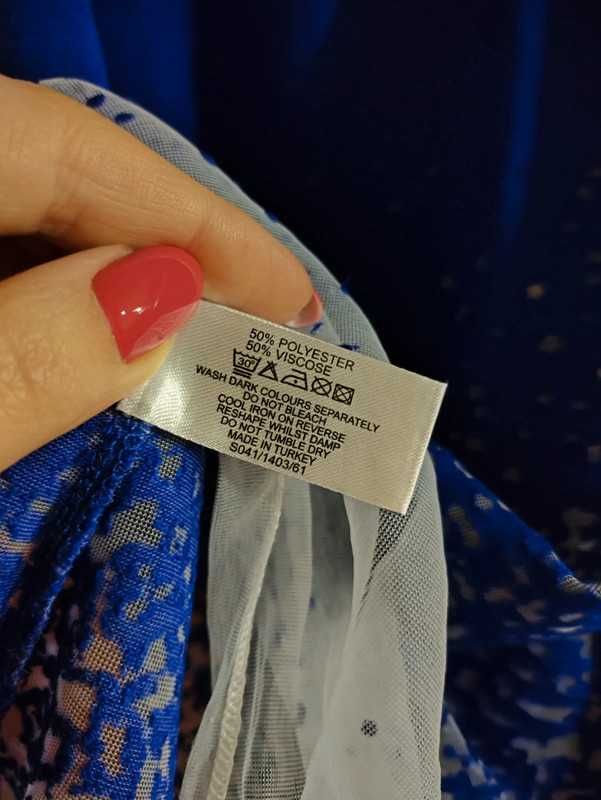 50% POLYESTER
50% VISCOSE
30°
WASH DARK COLOURS SEPARATELY
DO NOT BLEACH
COOL IRON ON REVERSE
RESHAPE WHILST DAMP
DO NOT TUMBLE DRY
MADE IN TURKEY
S041/1403/61